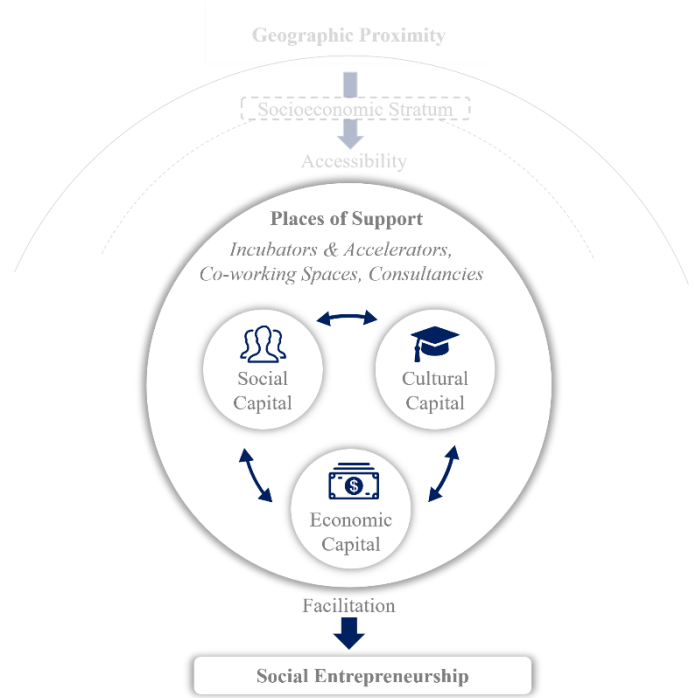 Geographic Proximity
Socioeconomic Stratum
Accessibility
Places of Support
Incubators & Accelerators,
Co-working Spaces, Consultancies
Social
Capital
Cultural
Capital
$
Economic
Capital
Facilitation
Social Entrepreneurship